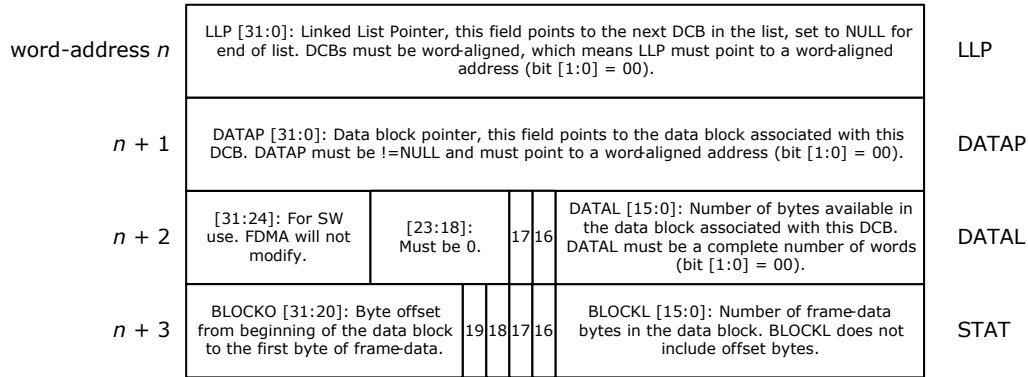 LLP [31:0]: Linked List Pointer, this field points to the next DCB in the list, set to NULL for
word-address n
end of list. DCBs must be word-aligned, which means LLP must point to a word-aligned
LLP
address (bit [1:0] = 00).
n + 1
DATAP [31:0]: Data block pointer, this field points to the data block associated with this
DCB. DATAP must be !=NULL and must point to a word-aligned address (bit [1:0] = 00).
DATAP
n + 2
[31:24]: For SW
use. FDMA will not
modify.
[23:18]:
Must be 0.
17
16
DATAL [15:0]: Number of bytes available in
the data block associated with this DCB.
DATAL must be a complete number of words
(bit [1:0] = 00).
DATAL
n + 3
BLOCKO [31:20]: Byte offset
from beginning of the data block
to the first byte of frame-data.
19
18
17
16
BLOCKL [15:0]: Number of frame-data
bytes in the data block. BLOCKL does not
include offset bytes.
STAT